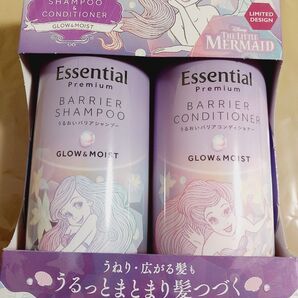 SHAMPOO
&
CONDITIONER
GLOW&MOIST
LIMITED
DESIGN
THE LITTLE
MERMAID
Essential
Premium
BARRIER
SHAMPOO
うるおいバリアシャンプー
GLOW&MOIST
Essential
Premium
BARRIER
CONDITIONER
うるおいバリアコンディショナー
GLOW&MOIST
うねり・広がる髪も
うるっとまとまり髪つづく